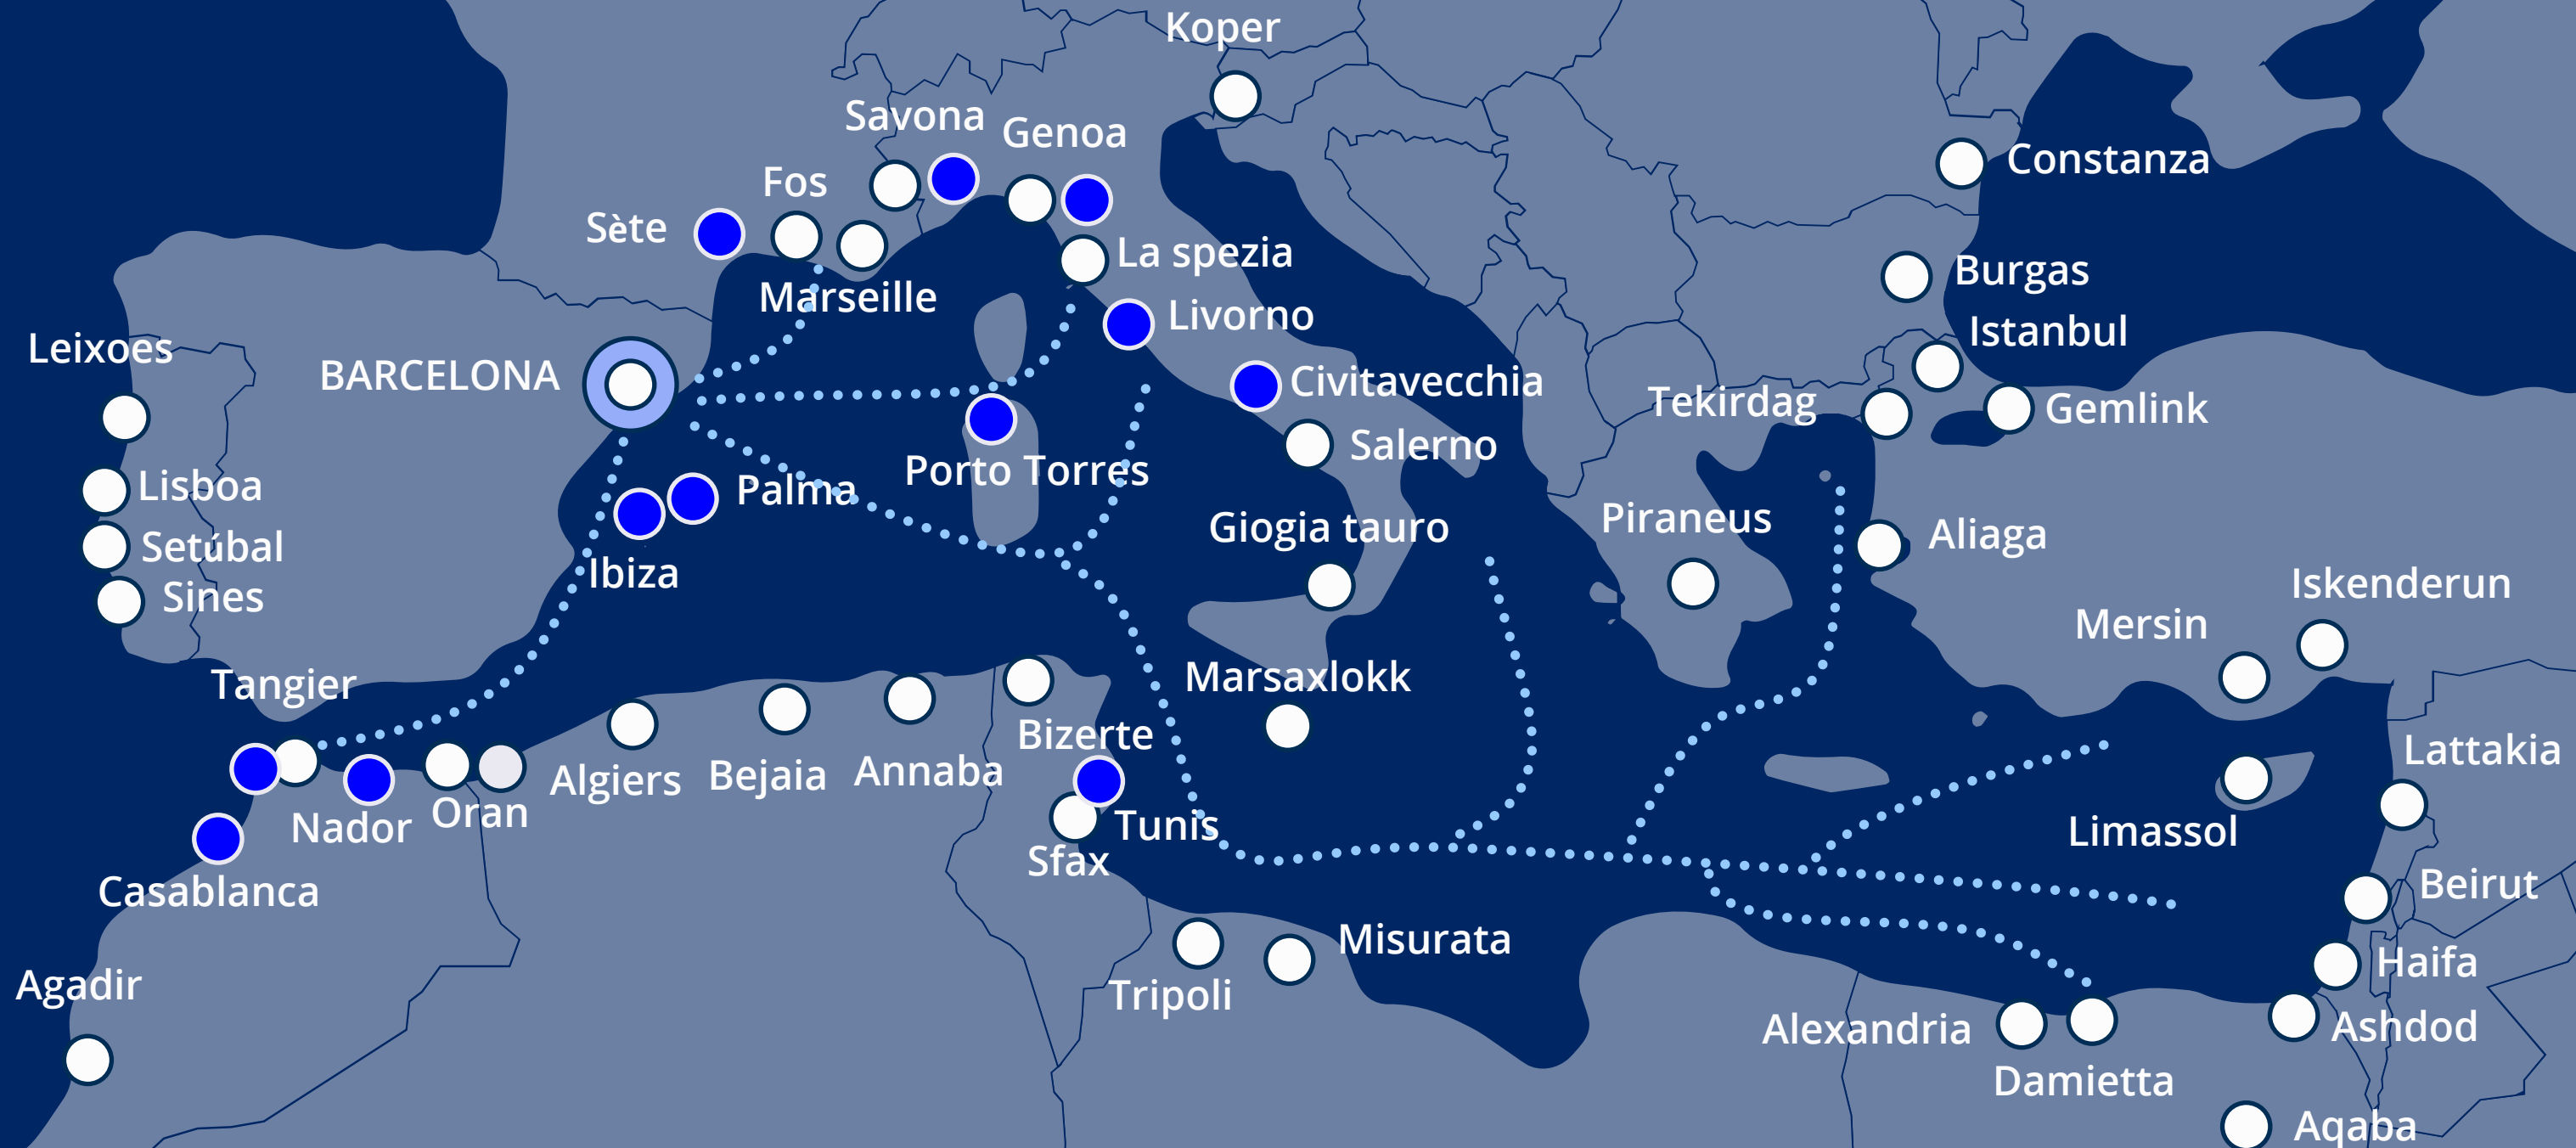 Koper
Savona
Genoa
Constanza
Fos
Sète
La spezia
Burgas
Marseille
Livorno
Istanbul
Leixoes
BARCELONA
Civitavecchia
Tekirdag
Gemlink
Salerno
Porto Torres
Lisboa
Palma
Giogia tauro
Piraneus
Aliaga
Setúbal
Ibiza
Iskenderun
Sines
Mersin
Tangier
Marsaxlokk
Bizerte
Lattakia
Algiers
Bejaia
Annaba
Oran
Nador
Tunis
Limassol
Sfax
Casablanca
Beirut
Misurata
Haifa
Agadir
Tripoli
Alexandria
Ashdod
Damietta
Aqaba